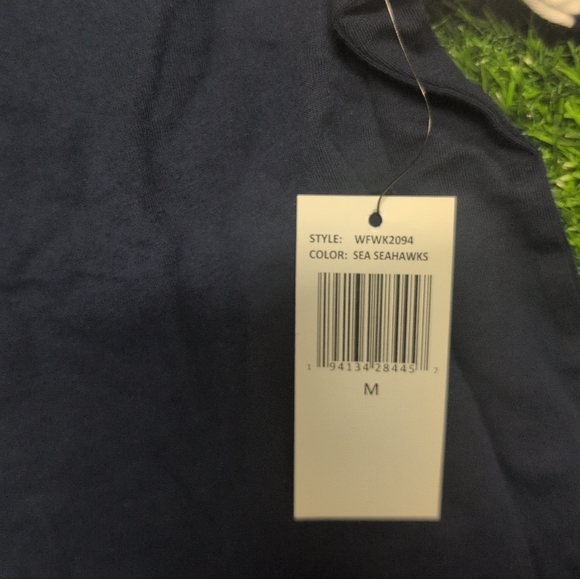 STYLE: WFWK2094
COLOR: SEA SEAHAWKS
1 94134 28445 7
M